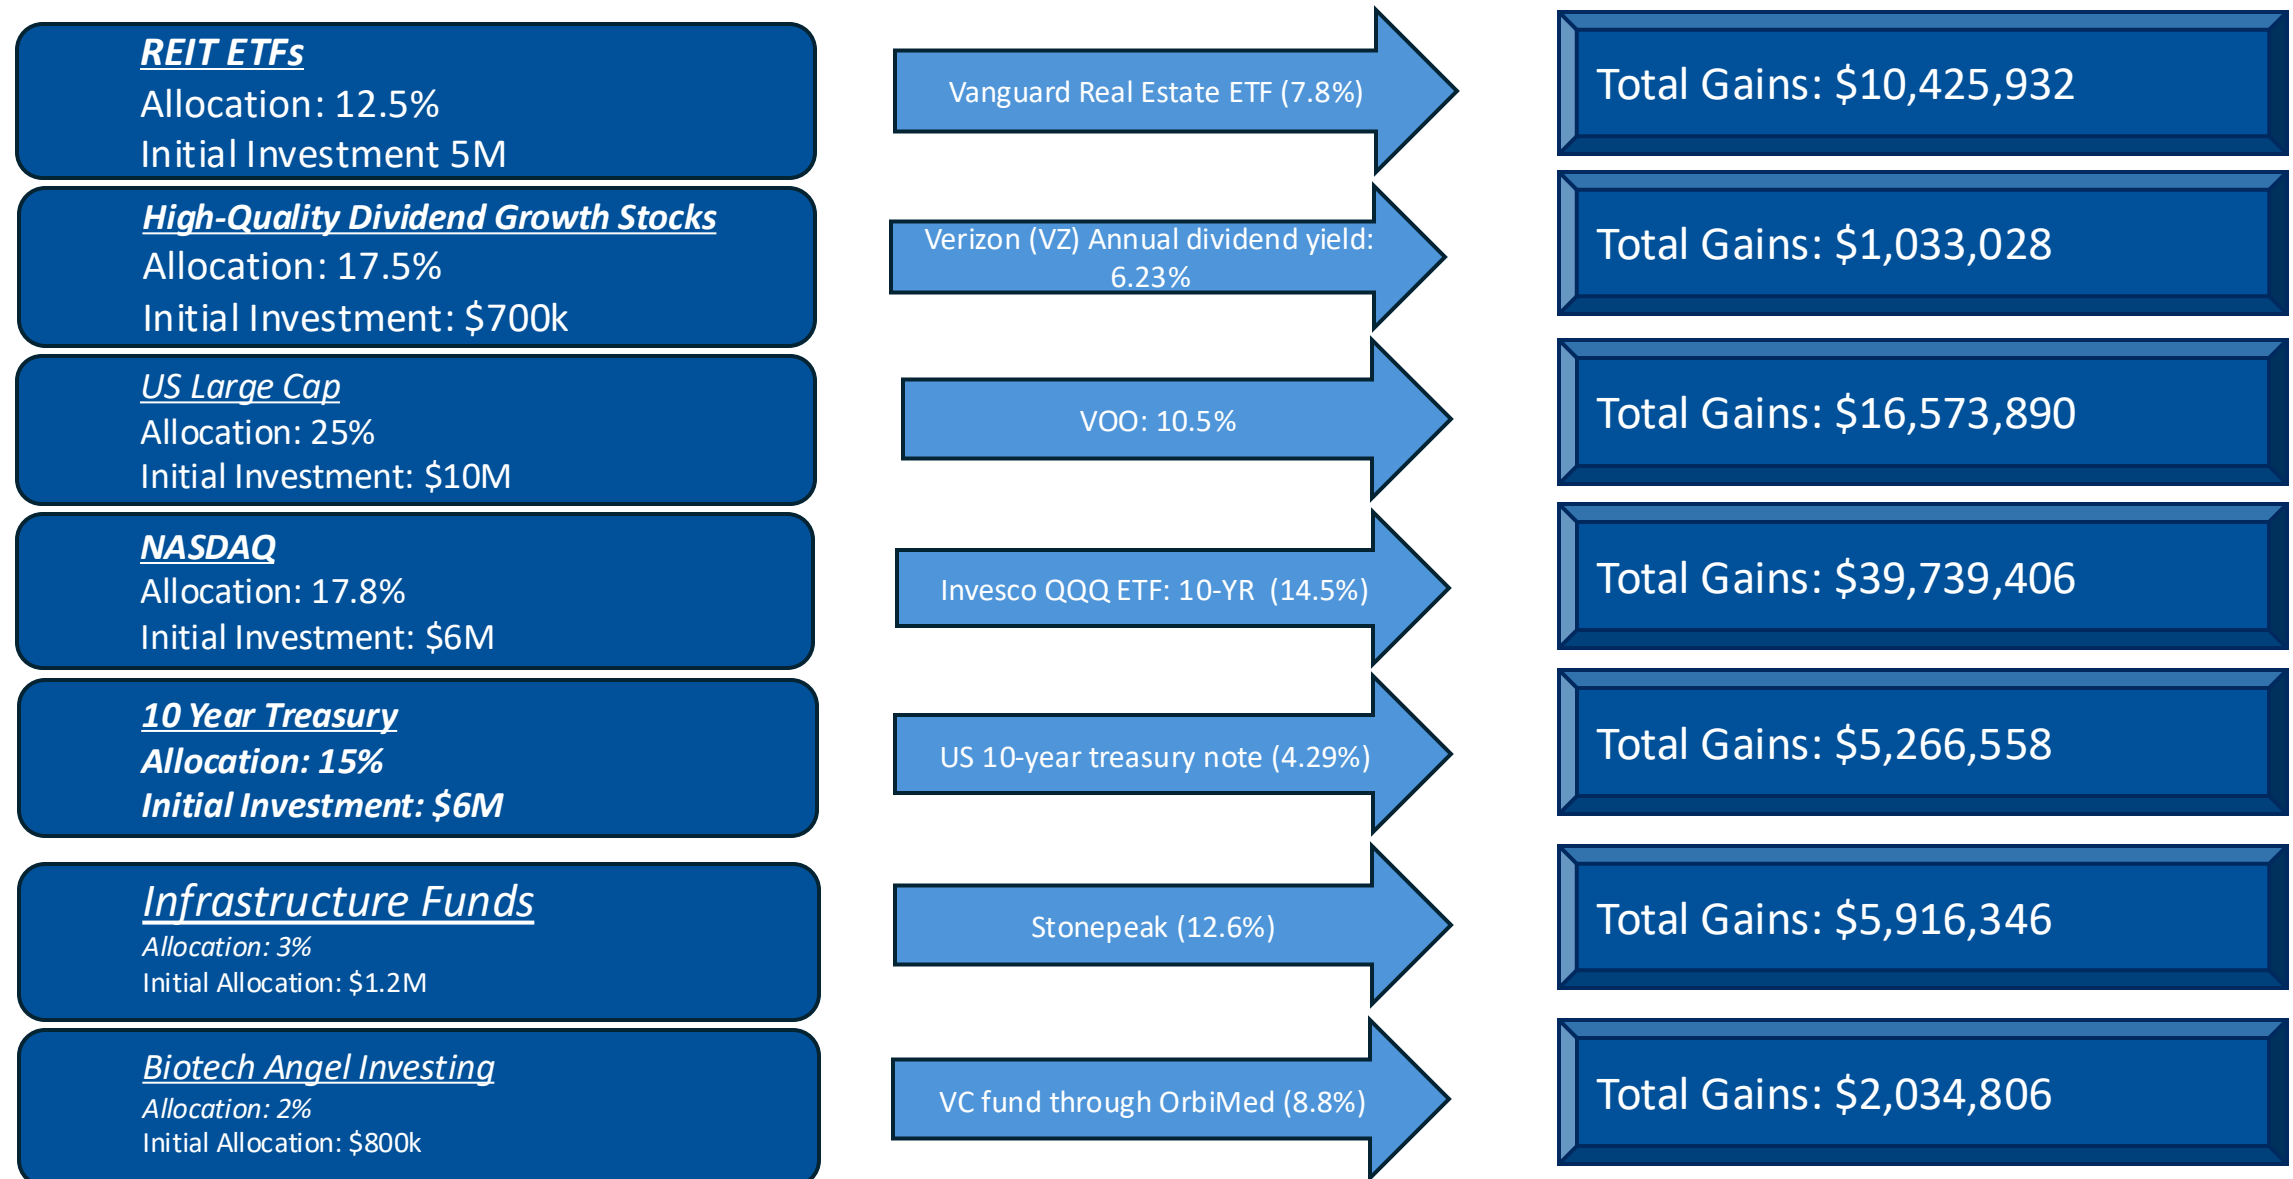 REIT ETFs
Allocation: 12.5%
Initial Investment 5M
Vanguard Real Estate ETF (7.8%)
Total Gains: $10,425,932
High-Quality Dividend Growth Stocks
Allocation: 17.5%
Initial Investment: $700k
Verizon (VZ) Annual dividend yield:
6.23%
Total Gains: $1,033,028
US Large Cap
Allocation: 25%
Initial Investment: $10M
VOO: 10.5%
Total Gains: $16,573,890
NASDAQ
Allocation: 17.8%
Initial Investment: $6M
Invesco QQQ ETF: 10-YR (14.5%)
Total Gains: $39,739,406
10 Year Treasury
Allocation: 15%
Initial Investment: $6M
US 10-year treasury note (4.29%)
Total Gains: $5,266,558
Infrastructure Funds
Allocation: 3%
Initial Allocation: $1.2M
Stonepeak (12.6%)
Total Gains: $5,916,346
Biotech Angel Investing
Allocation: 2%
Initial Allocation: $800k
VC fund through OrbiMed (8.8%)
Total Gains: $2,034,806